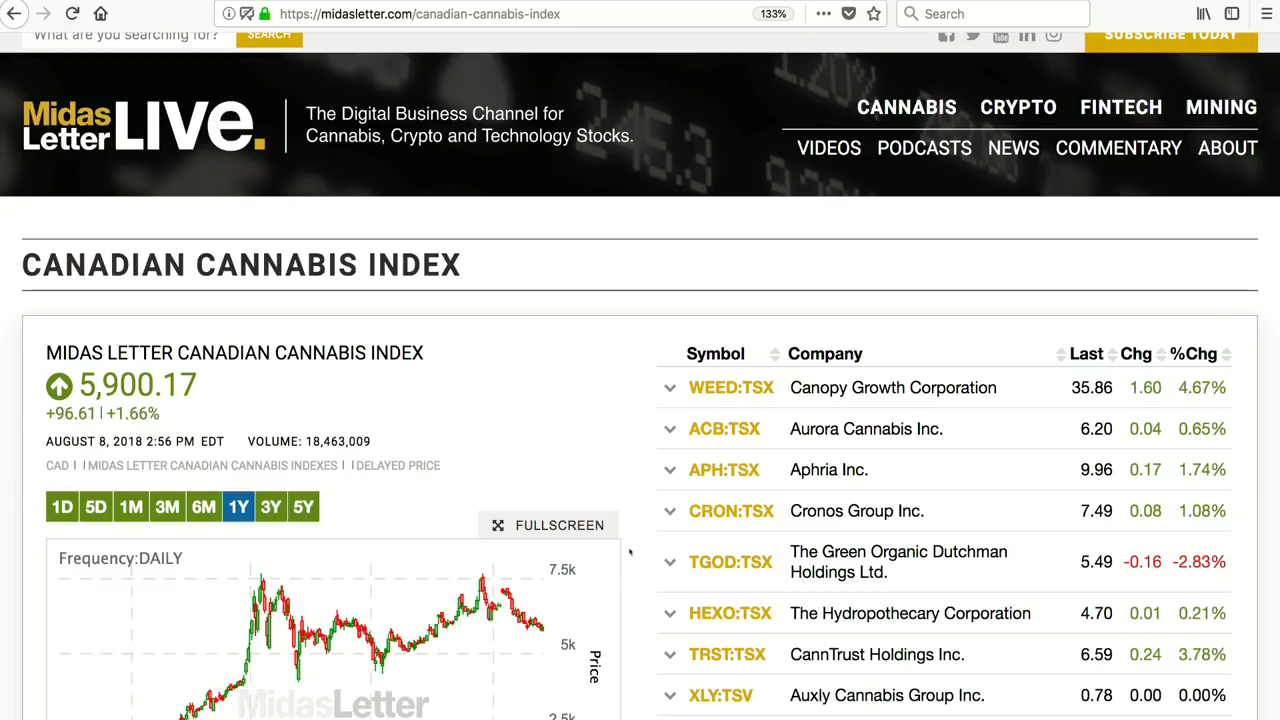 https://midasletter.com/canadian-cannabis-index
133%
Search
What are you searching for?
SEARCH
You Tube
SUBSCRIBE TODAY
Midas Letter LIVE.
The Digital Business Channel for
Cannabis, Crypto and Technology Stocks.
CANNABIS CRYPTO FINTECH MINING
VIDEOS PODCASTS NEWS COMMENTARY ABOUT
1.20%
245.3
CANADIAN CANNABIS INDEX
MIDAS LETTER CANADIAN CANNABIS INDEX
5,900.17
+96.61 | +1.66%
AUGUST 8, 2018 2:56 PM EDT VOLUME: 18,463,009
CAD | | MIDAS LETTER CANADIAN CANNABIS INDEXES | | DELAYED PRICE
1D 5D 1M 3M 6M 1Y 3Y 5Y
FULLSCREEN
Frequency:DAILY
7.5k
5k
2.5k
Price
MidasLetter
Symbol Company Last Chg %Chg
WEED:TSX Canopy Growth Corporation 35.86 1.60 4.67%
ACB:TSX Aurora Cannabis Inc. 6.20 0.04 0.65%
APH:TSX Aphria Inc. 9.96 0.17 1.74%
CRON:TSX Cronos Group Inc. 7.49 0.08 1.08%
TGOD:TSX The Green Organic Dutchman
Holdings Ltd. 5.49 -0.16 -2.83%
HEXO:TSX The Hydropothecary Corporation 4.70 0.01 0.21%
TRST:TSX CannTrust Holdings Inc. 6.59 0.24 3.78%
XLY:TSV Auxly Cannabis Group Inc. 0.78 0.00 0.00%